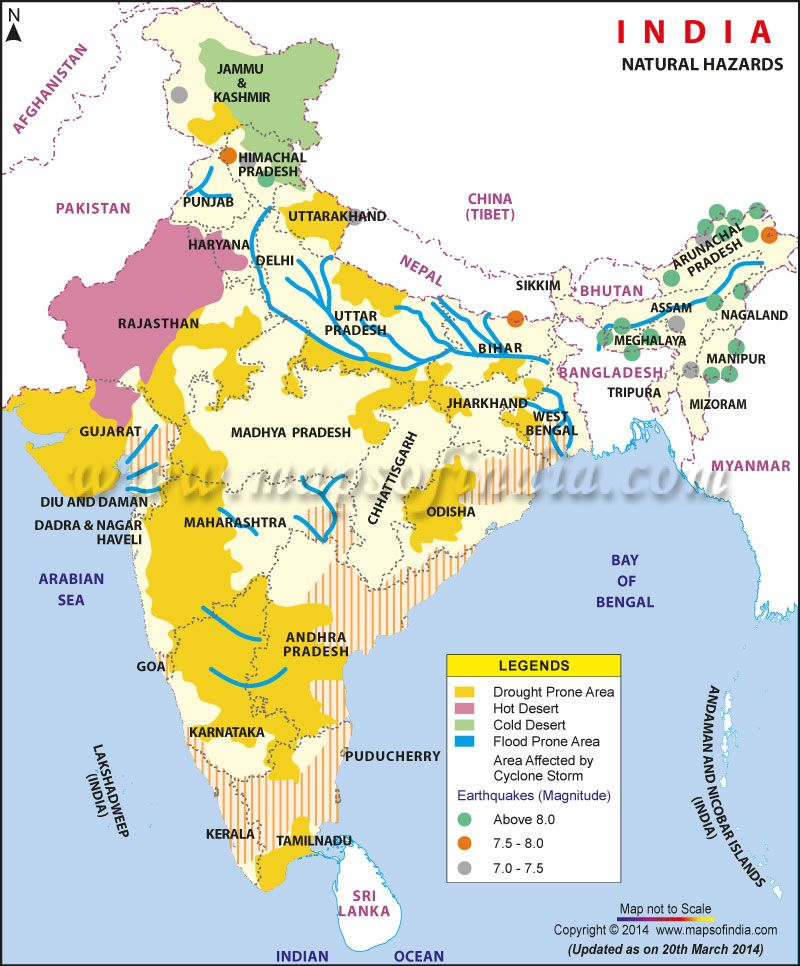 N
INDIA
NATURAL HAZARDS
AFGHANISTAN
JAMMU
&
KASHMIR
HIMACHAL
PRADESH
PUNJAB
PAKISTAN
UTTARAKHAND
CHINA
(TIBET)
HARYANA
DELHI
NEPAL
ARUNACHAL
PRADESH
SIKKIM
BHUTAN
RAJASTHAN
UTTAR
PRADESH
ASSAM
NAGALAND
BIHAR
MEGHALAYA
MANIPUR
BANGLADESH
TRIPURA
MIZORAM
JHARKHAND
WEST
BENGAL
GUJARAT
MADHYA PRADESH
CHHATTISGARH
MYANMAR
www.mapsofindia.com
DIU AND DAMAN
DADRA & NAGAR
HAVELI
MAHARASHTRA
ODISHA
ARABIAN
SEA
BAY
OF
BENGAL
GOA
ANDHRA
PRADESH
KARNATAKA
PUDUCHERRY
LAKSHADWEEP
(INDIA)
KERALA
TAMILNADU
SRI
LANKA
ANDAMAN AND NICOBAR ISLANDS
(INDIA)
LEGENDS
Drought Prone Area
Hot Desert
Cold Desert
Flood Prone Area
Area Affected by
Cyclone Storm
Earthquakes (Magnitude)
Above 8.0
7.5 - 8.0
7.0 - 7.5
Map not to Scale
Copyright © 2014 www.mapsofindia.com
(Updated as on 20th March 2014)
INDIAN OCEAN